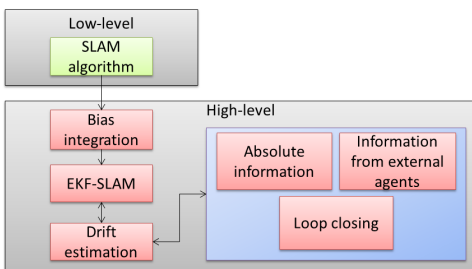 Low-level
SLAM
algorithm
High-level
Bias
integration
EKF-SLAM
Drift
estimation
Absolute
information
Information
from external
agents
Loop closing